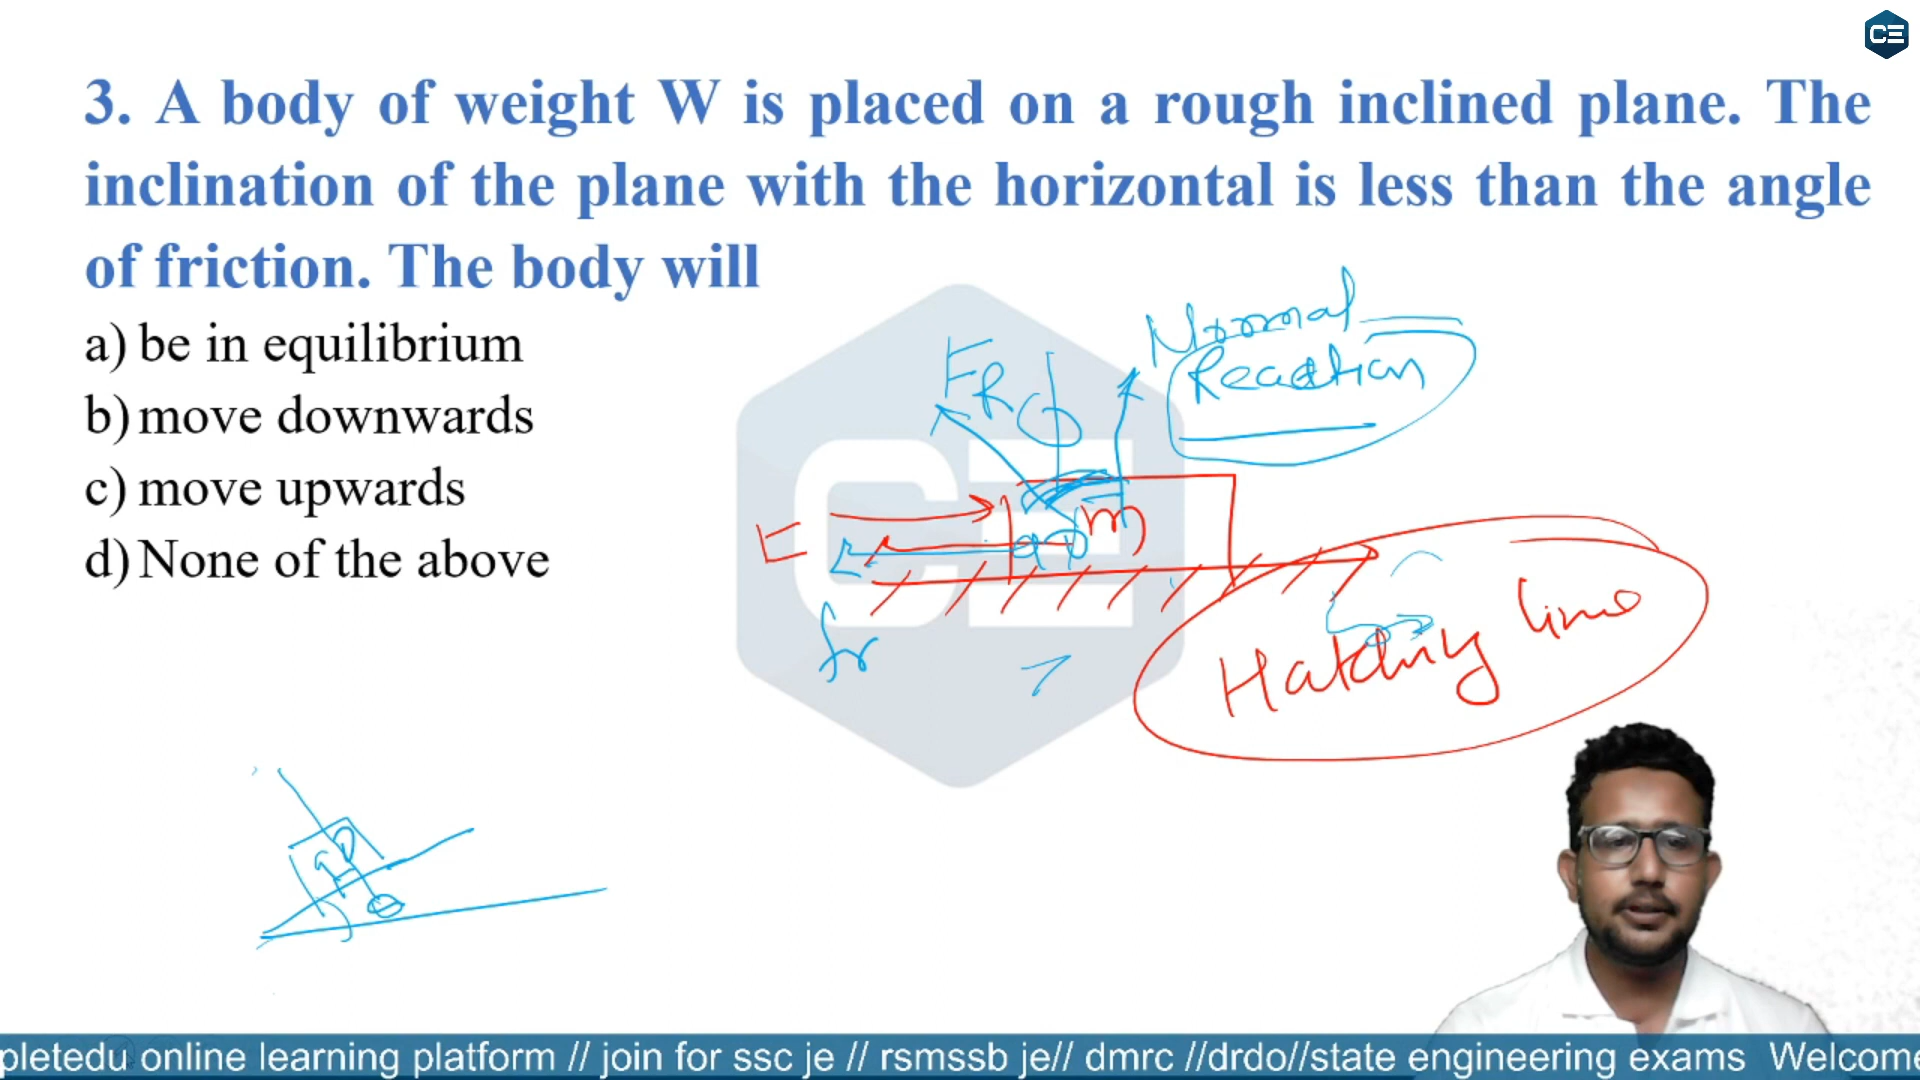 CE
3. A body of weight W is placed on a rough inclined plane. The
inclination of the plane with the horizontal is less than the angle
of friction. The body will
a) be in equilibrium
b) move downwards
c) move upwards
d) None of the above
Normal
Reaction
FR
F
m
fr
Hatching line
CE
pletedu online learning platform // join for ssc je // rsmssb je// dmrc //drdo//state engineering exams Welcome